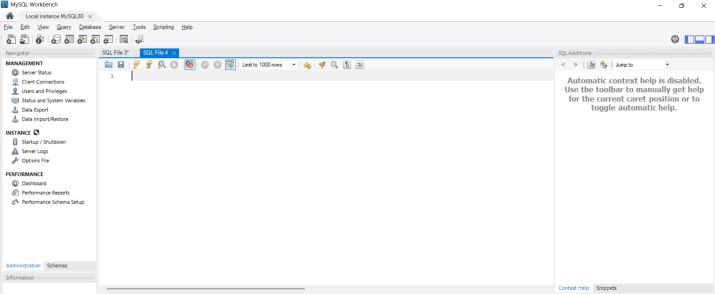 MySQL Workbench
Local instance MySQL80 ×
File Edit View Query Database Server Tools Scripting Help
Navigator
MANAGEMENT
Server Status
Client Connections
Users and Privileges
Status and System Variables
Data Export
Data Import/Restore
INSTANCE
Startup / Shutdown
Server Logs
Options File
PERFORMANCE
Dashboard
Performance Reports
Performance Schema Setup
Administration Schemas
Information
SQL File 3* SQL File 4 ×
Limit to 1000 rows
1
SQLAdditions
Jump to
Automatic context help is disabled.
Use the toolbar to manually get help
for the current caret position or to
toggle automatic help.
Context Help Snippets